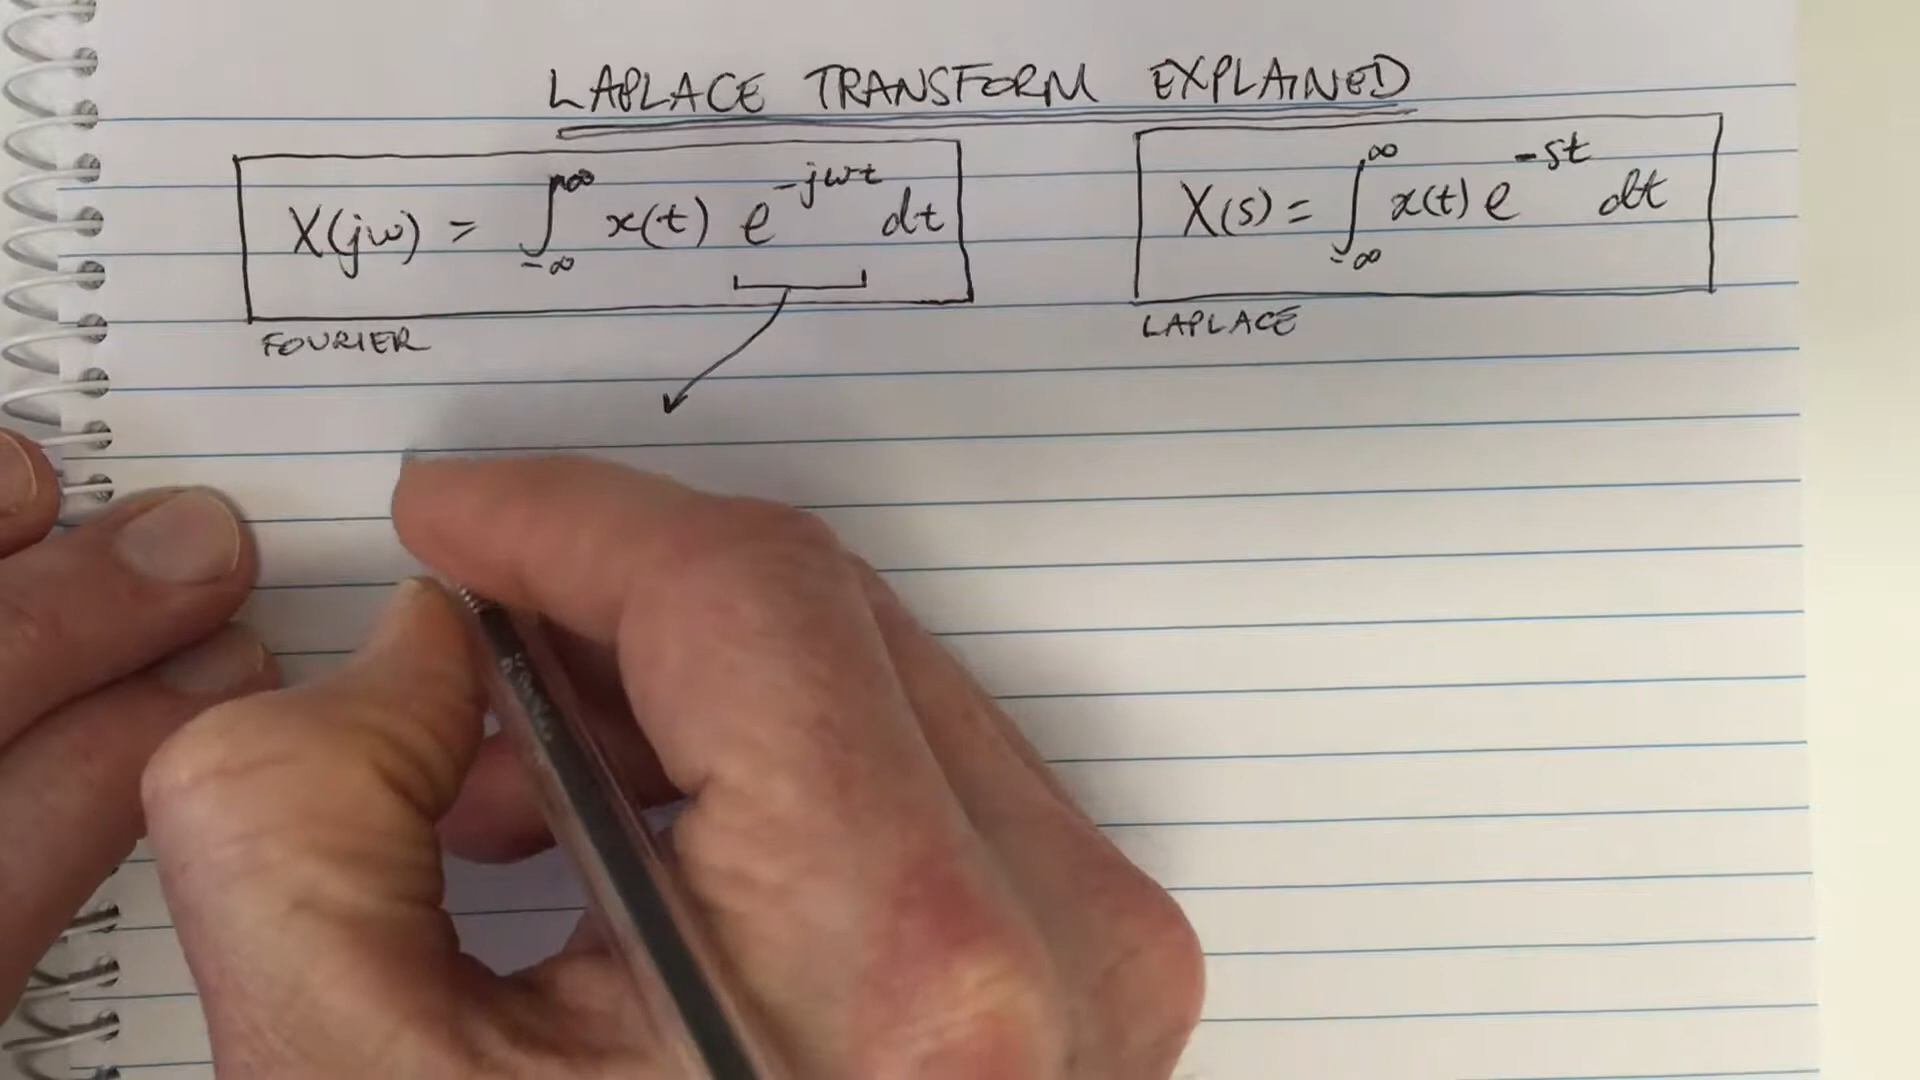 LAPLACE TRANSFORM EXPLAINED
X(jω) = ∫_{-∞}^{∞} x(t) e^{-jωt} dt
FOURIER
X(s) = ∫_{-∞}^{∞} x(t) e^{-st} dt
LAPLACE